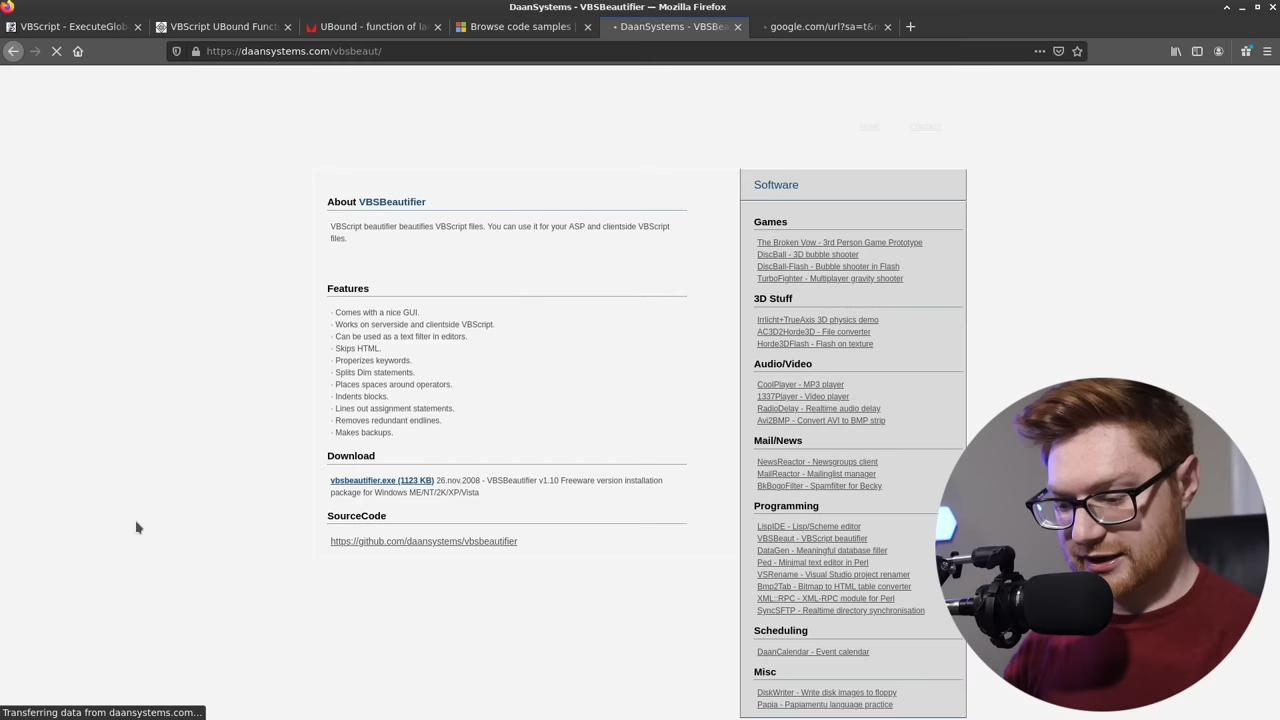 DaanSystems - VBSBeautifier — Mozilla Firefox
VBScript - ExecuteGlob
VBScript UBound Funct
UBound - function of la
Browse code samples |
DaanSystems - VBSBea
google.com/url?sa=t&r
https://daansystems.com/vbsbeaut/
HOME
CONTACT
About VBSBeautifier
VBScript beautifier beautifies VBScript files. You can use it for your ASP and clientside VBScript
files.
Features
· Comes with a nice GUI.
· Works on serverside and clientside VBScript.
· Can be used as a text filter in editors.
· Skips HTML.
· Properizes keywords.
· Splits Dim statements.
· Places spaces around operators.
· Indents blocks.
· Lines out assignment statements.
· Removes redundant endlines.
· Makes backups.
Download
vbsbeautifier.exe (1123 KB) 26.nov.2008 - VBSBeautifier v1.10 Freeware version installation
package for Windows ME/NT/2K/XP/Vista
SourceCode
https://github.com/daansystems/vbsbeautifier
Software
Games
The Broken Vow - 3rd Person Game Prototype
DiscBall - 3D bubble shooter
DiscBall-Flash - Bubble shooter in Flash
TurboFighter - Multiplayer gravity shooter
3D Stuff
Irrlicht+TrueAxis 3D physics demo
AC3D2Horde3D - File converter
Horde3DFlash - Flash on texture
Audio/Video
CoolPlayer - MP3 player
1337Player - Video player
RadioDelay - Realtime audio delay
Avi2BMP - Convert AVI to BMP strip
Mail/News
NewsReactor - Newsgroups client
MailReactor - Mailinglist manager
BkBogoFilter - Spamfilter for Becky
Programming
LispIDE - Lisp/Scheme editor
VBSBeaut - VBScript beautifier
DataGen - Meaningful database filler
Ped - Minimal text editor in Perl
VSRename - Visual Studio project renamer
Bmp2Tab - Bitmap to HTML table converter
XML::RPC - XML-RPC module for Perl
SyncSFTP - Realtime directory synchronisation
Scheduling
DaanCalendar - Event calendar
Misc
DiskWriter - Write disk images to floppy
Papia - Papiamentu language practice
Transferring data from daansystems.com...